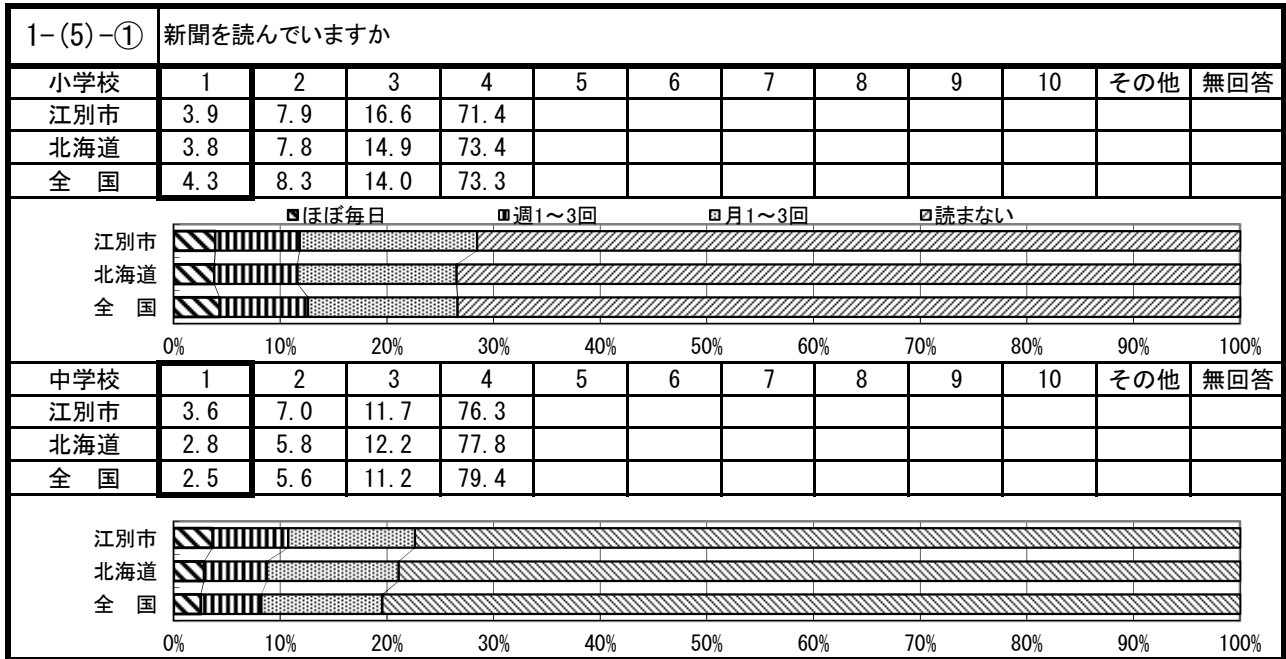 1-(5)-① 新聞を読んでいますか
小学校 1 2 3 4 5 6 7 8 9 10 その他 無回答
江別市 3.9 7.9 16.6 71.4
北海道 3.8 7.8 14.9 73.4
全 国 4.3 8.3 14.0 73.3
ほぼ毎日 週1～3回 月1～3回 読まない
江別市
北海道
全 国
0% 10% 20% 30% 40% 50% 60% 70% 80% 90% 100%
中学校 1 2 3 4 5 6 7 8 9 10 その他 無回答
江別市 3.6 7.0 11.7 76.3
北海道 2.8 5.8 12.2 77.8
全 国 2.5 5.6 11.2 79.4
江別市
北海道
全 国
0% 10% 20% 30% 40% 50% 60% 70% 80% 90% 100%